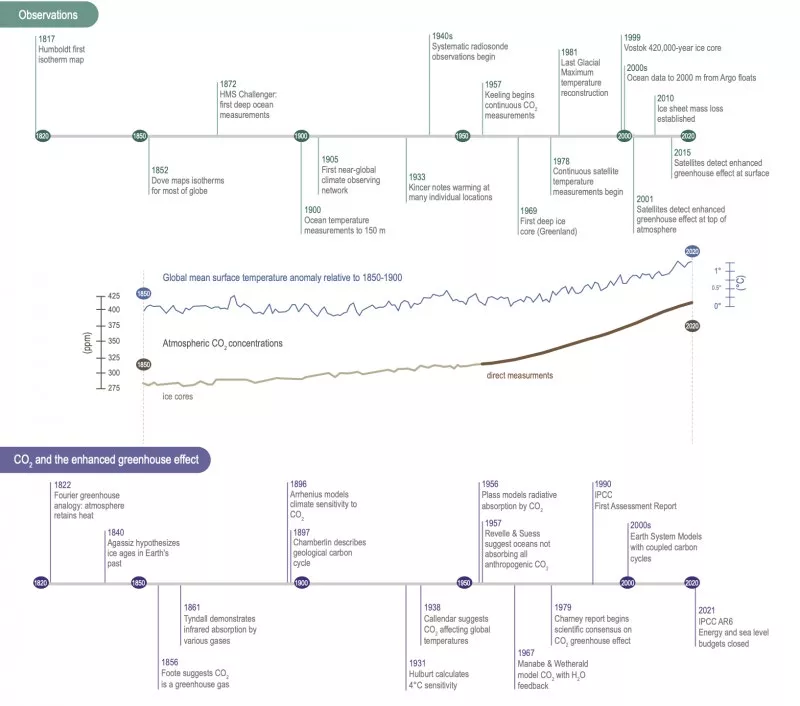 Observations
1817
Humboldt first
isotherm map
1872
HMS Challenger:
first deep ocean
measurements
1940s
Systematic radiosonde
observations begin
1957
Keeling begins
continuous CO₂
measurements
1981
Last Glacial
Maximum
temperature
reconstruction
1999
Vostok 420,000-year ice core
2000s
Ocean data to 2000 m from Argo floats
2010
Ice sheet mass loss
established
1820
1850
1900
1950
2000
2020
1852
Dove maps isotherms
for most of globe
1900
Ocean temperature
measurements to 150 m
1905
First near-global
climate observing
network
1933
Kincer notes warming at
many individual locations
1969
First deep ice
core (Greenland)
1978
Continuous satellite
temperature
measurements begin
2001
Satellites detect enhanced
greenhouse effect at top of
atmosphere
2015
Satellites detect enhanced
greenhouse effect at surface
Global mean surface temperature anomaly relative to 1850-1900
1850
2020
1°
0.5°
0°
(°C)
425
400
375
350
325
300
275
(ppm)
Atmospheric CO₂ concentrations
1850
2020
ice cores
direct measurments
CO₂ and the enhanced greenhouse effect
1822
Fourier greenhouse
analogy: atmosphere
retains heat
1840
Agassiz hypothesizes
ice ages in Earth's
past
1896
Arrhenius models
climate sensitivity to
CO₂
1897
Chamberlin describes
geological carbon
cycle
1956
Plass models radiative
absorption by CO₂
1957
Revelle & Suess
suggest oceans not
absorbing all
anthropogenic CO₂
1990
IPCC
First Assessment Report
2000s
Earth System Models
with coupled carbon
cycles
1820
1850
1900
1950
2000
2020
1856
Foote suggests CO₂
is a greenhouse gas
1861
Tyndall demonstrates
infrared absorption by
various gases
1931
Hulburt calculates
4°C sensitivity
1938
Callendar suggests
CO₂ affecting global
temperatures
1967
Manabe & Wetherald
model CO₂ with H₂O
feedback
1979
Charney report begins
scientific consensus on
CO₂ greenhouse effect
2021
IPCC AR6
Energy and sea level
budgets closed